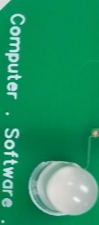 Computer . Software .